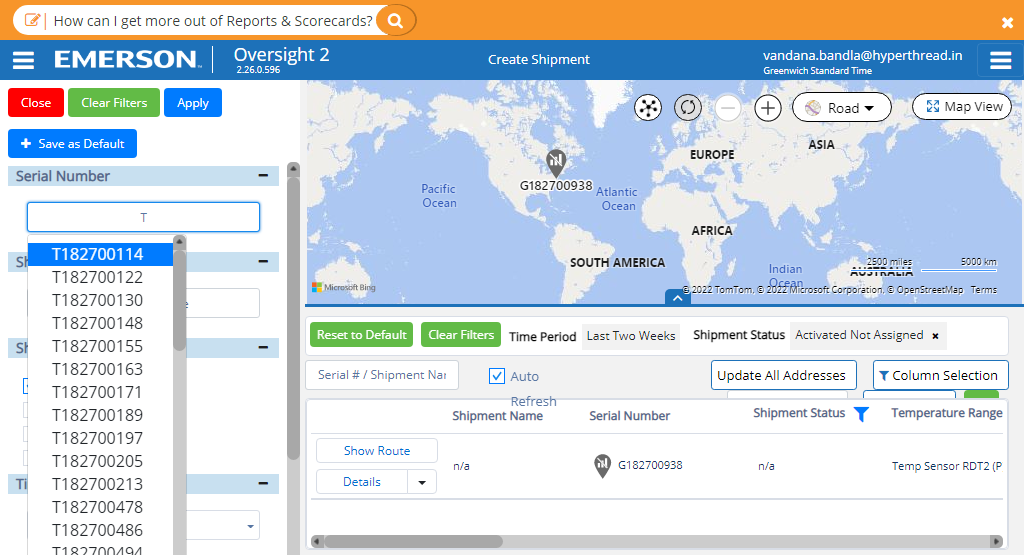 How can I get more out of Reports & Scorecards?
EMERSON
Oversight 2
2.26.0.596
Create Shipment
vandana.bandla@hyperthread.in
Greenwich Standard Time
Close
Clear Filters
Apply
Save as Default
Serial Number
T
T182700114
T182700122
T182700130
T182700148
T182700155
T182700163
T182700171
T182700189
T182700197
T182700205
T182700213
T182700478
T182700486
T182700494
Road
Map View
EUROPE
ASIA
Pacific
Ocean
G182700938
Atlantic
Ocean
AFRICA
SOUTH AMERICA
Indian
Ocean
AUSTRALIA
2500 miles
5000 km
Microsoft Bing
© 2022 TomTom, © 2022 Microsoft Corporation, © OpenStreetMap Terms
Reset to Default
Clear Filters
Time Period
Last Two Weeks
Shipment Status
Activated Not Assigned ×
Serial # / Shipment Nar
Auto
Refresh
Update All Addresses
Column Selection
Shipment Name
Serial Number
Shipment Status
Temperature Range
Show Route
Details
n/a
G182700938
n/a
Temp Sensor RDT2 (P